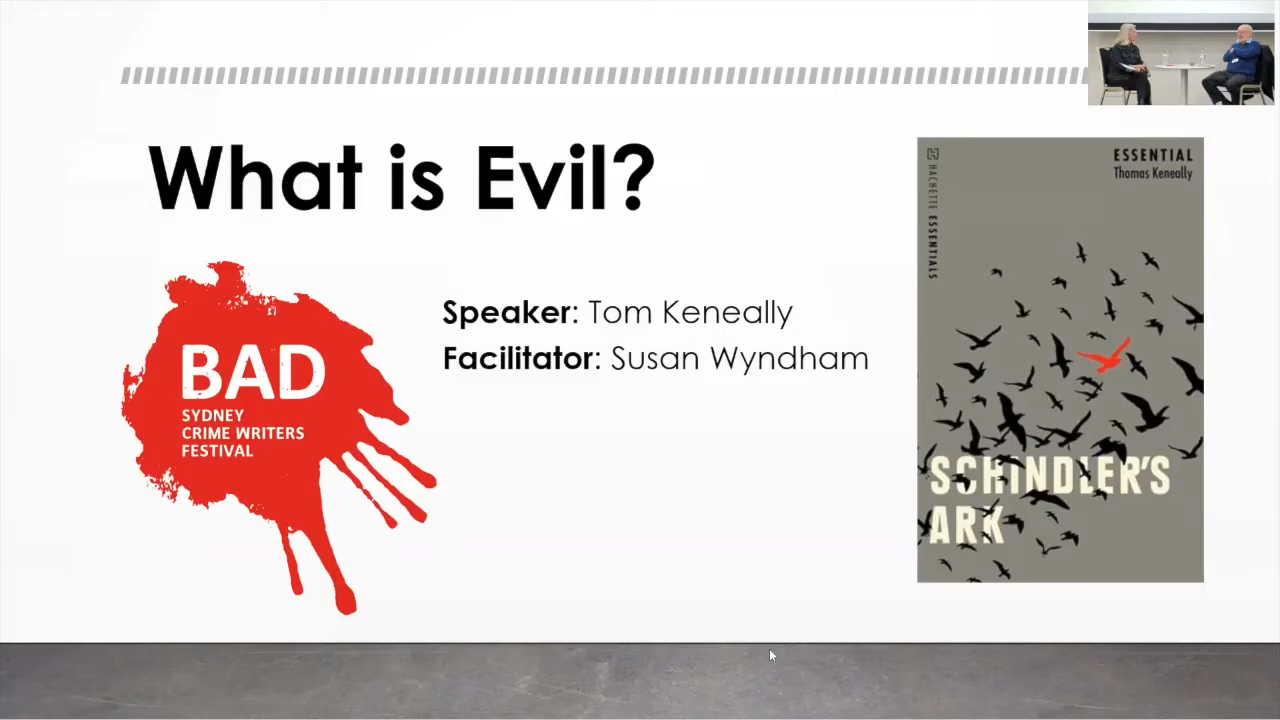 What is Evil?
Speaker: Tom Keneally
Facilitator: Susan Wyndham
BAD
SYDNEY
CRIME WRITERS
FESTIVAL
ESSENTIAL
Thomas Keneally
HACHETTE ESSENTIALS
SCHINDLER'S
ARK